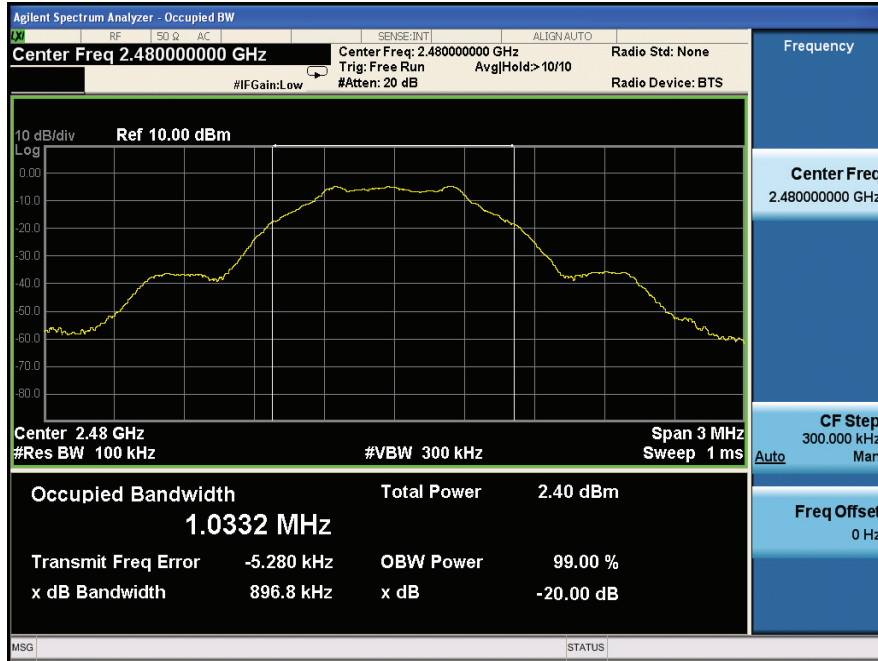 Agilent Spectrum Analyzer - Occupied BW
LXI RF 50 Ω AC SENSE:INT ALIGN AUTO
Center Freq 2.480000000 GHz
Center Freq: 2.480000000 GHz
Radio Std: None
Trig: Free Run Avg|Hold:>10/10
#IFGain:Low
#Atten: 20 dB
Radio Device: BTS
10 dB/div Ref 10.00 dBm
Log
0.00
-10.0
-20.0
-30.0
-40.0
-50.0
-60.0
-70.0
-80.0
Center 2.48 GHz
Span 3 MHz
#Res BW 100 kHz
#VBW 300 kHz
Sweep 1 ms
Occupied Bandwidth
1.0332 MHz
Total Power 2.40 dBm
Transmit Freq Error -5.280 kHz
OBW Power 99.00 %
x dB Bandwidth 896.8 kHz
x dB -20.00 dB
Frequency
Center Freq
2.480000000 GHz
CF Step
300.000 kHz
Auto Man
Freq Offset
0 Hz
MSG
STATUS